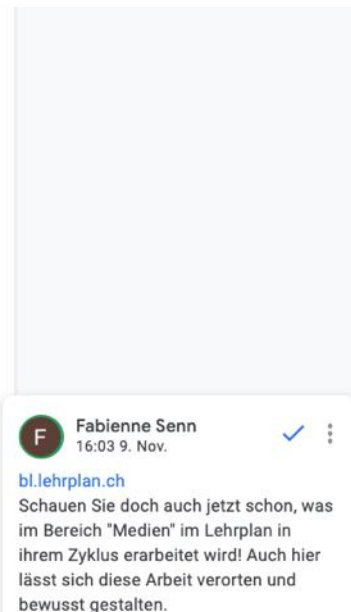 F
Fabienne Senn
16:03 9. Nov.
bl.lehrplan.ch
Schauen Sie doch auch jetzt schon, was
im Bereich "Medien" im Lehrplan in
ihrem Zyklus erarbeitet wird! Auch hier
lässt sich diese Arbeit verorten und
bewusst gestalten.